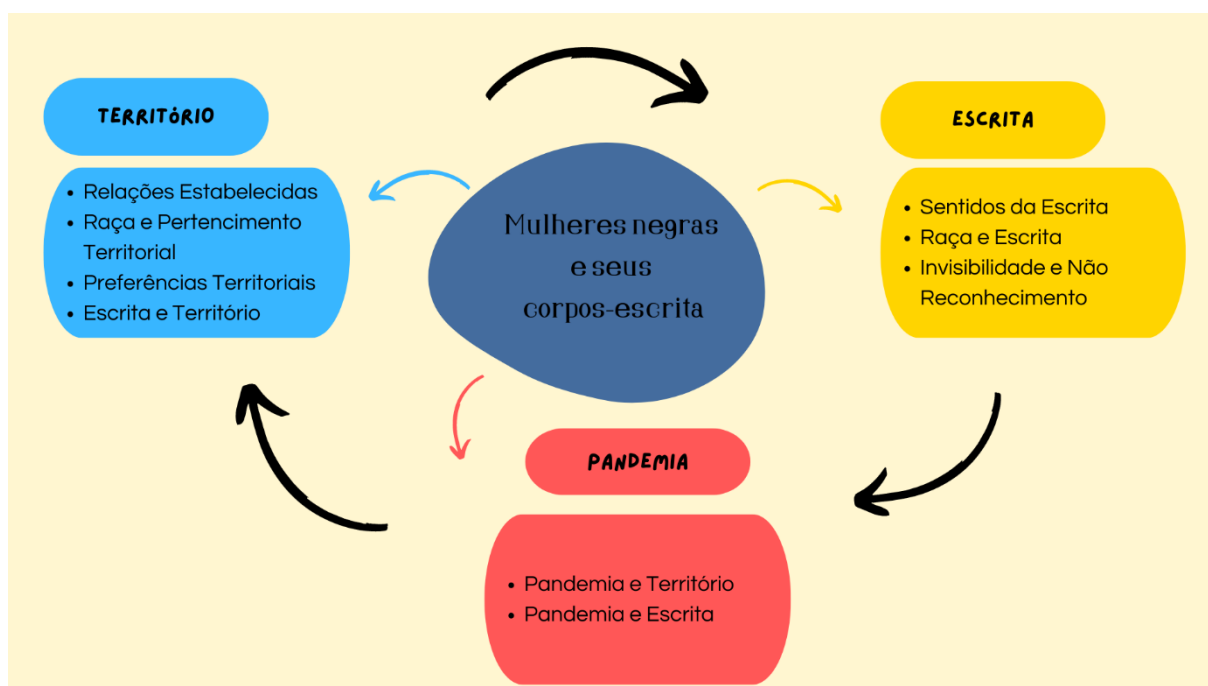 TERRITÓRIO
• Relações Estabelecidas
• Raça e Pertencimento
Territorial
• Preferências Territoriais
• Escrita e Território
Mulheres negras
e seus
corpos-escrita
ESCRITA
• Sentidos da Escrita
• Raça e Escrita
• Invisibilidade e Não
Reconhecimento
PANDEMIA
• Pandemia e Território
• Pandemia e Escrita